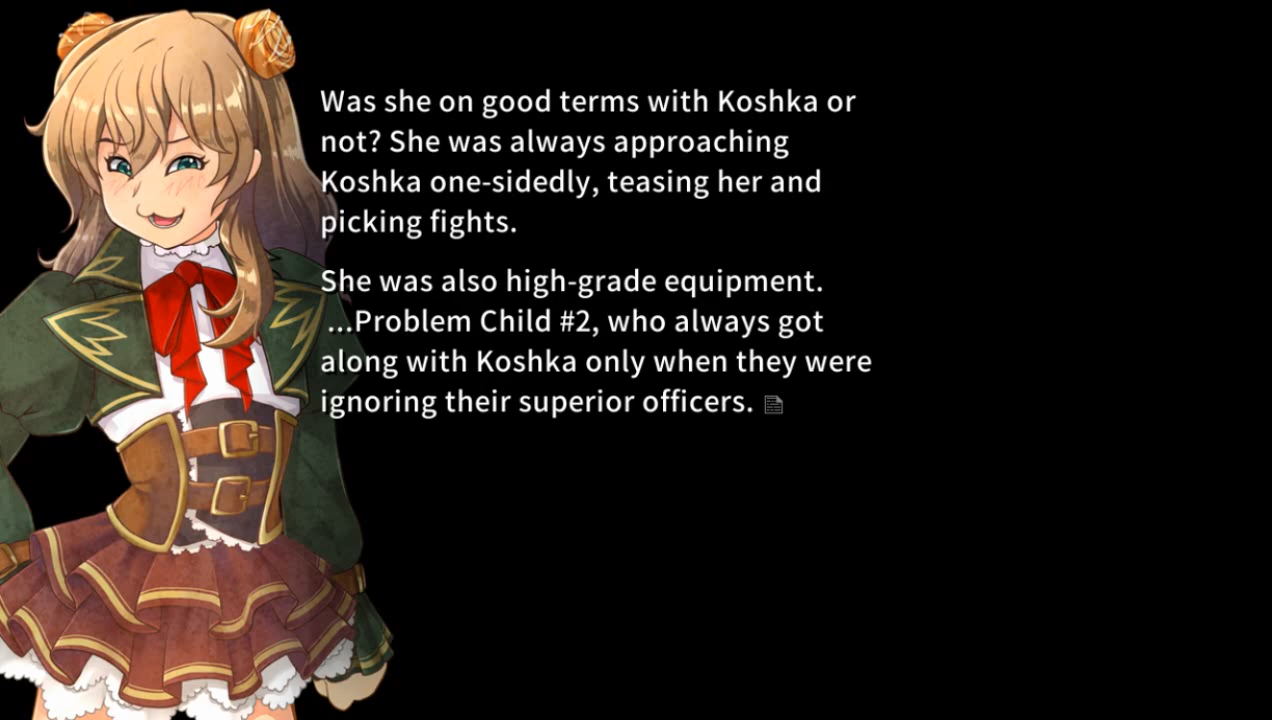 Was she on good terms with Koshka or
not? She was always approaching
Koshka one-sidedly, teasing her and
picking fights.
She was also high-grade equipment.
...Problem Child #2, who always got
along with Koshka only when they were
ignoring their superior officers.